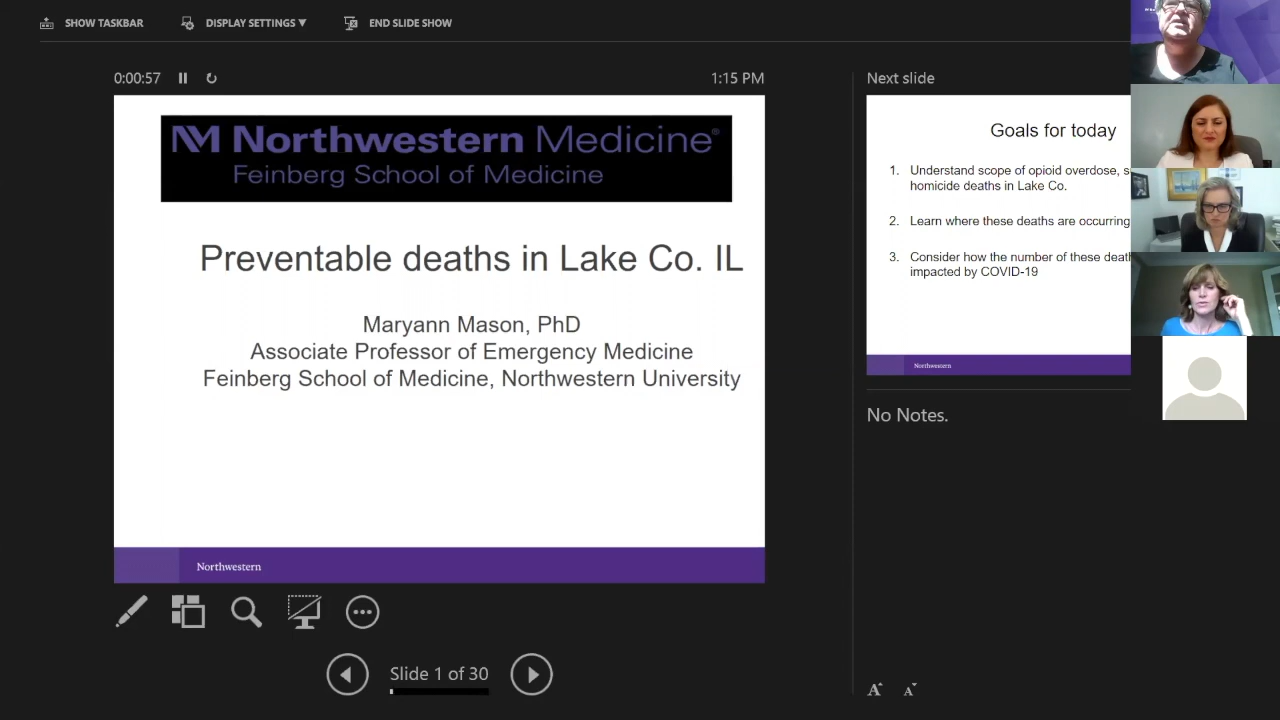 SHOW TASKBAR
DISPLAY SETTINGS ▼
END SLIDE SHOW
0:00:57
1:15 PM
Northwestern Medicine®
Feinberg School of Medicine
Preventable deaths in Lake Co. IL
Maryann Mason, PhD
Associate Professor of Emergency Medicine
Feinberg School of Medicine, Northwestern University
Northwestern
Slide 1 of 30
Next slide
Goals for today
1. Understand scope of opioid overdose,
homicide deaths in Lake Co.
2. Learn where these deaths are occurring
3. Consider how the number of these
impacted by COVID-19
Northwestern
No Notes.
A A